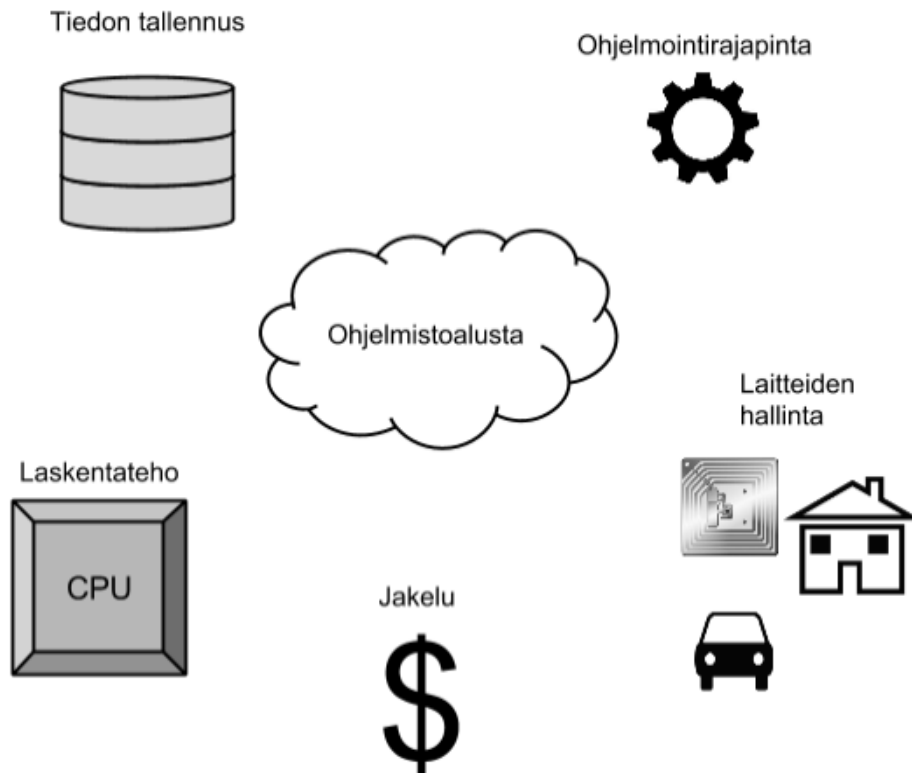 Tiedon tallennus
Ohjelmointirajapinta
Ohjelmistoalusta
Laitteiden
hallinta
Laskentateho
CPU
Jakelu
$